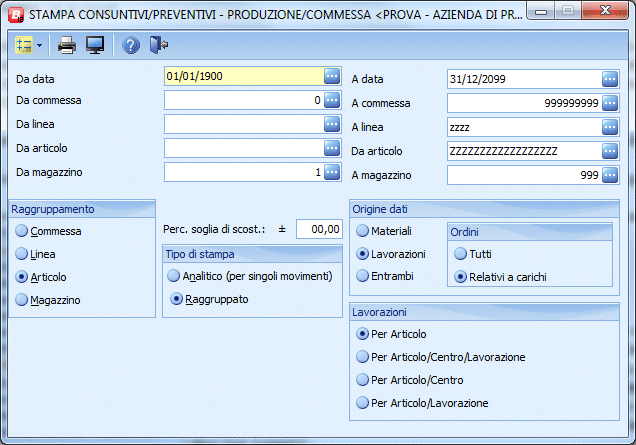 STAMPA CONSUNTIVI/PREVENTIVI - PRODUZIONE/COMMESSA <PROVA - AZIENDA DI PR...
Da data 01/01/1900 A data 31/12/2099
Da commessa 0 A commessa 999999999
Da linea A linea zzzz
Da articolo Da articolo ZZZZZZZZZZZZZZZZZZ
Da magazzino 1 A magazzino 999
Raggruppamento
Commessa
Linea
Articolo
Magazzino
Perc. soglia di scost.: ± 00,00
Tipo di stampa
Analitico (per singoli movimenti)
Raggruppato
Origine dati
Materiali
Lavorazioni
Entrambi
Ordini
Tutti
Relativi a carichi
Lavorazioni
Per Articolo
Per Articolo/Centro/Lavorazione
Per Articolo/Centro
Per Articolo/Lavorazione